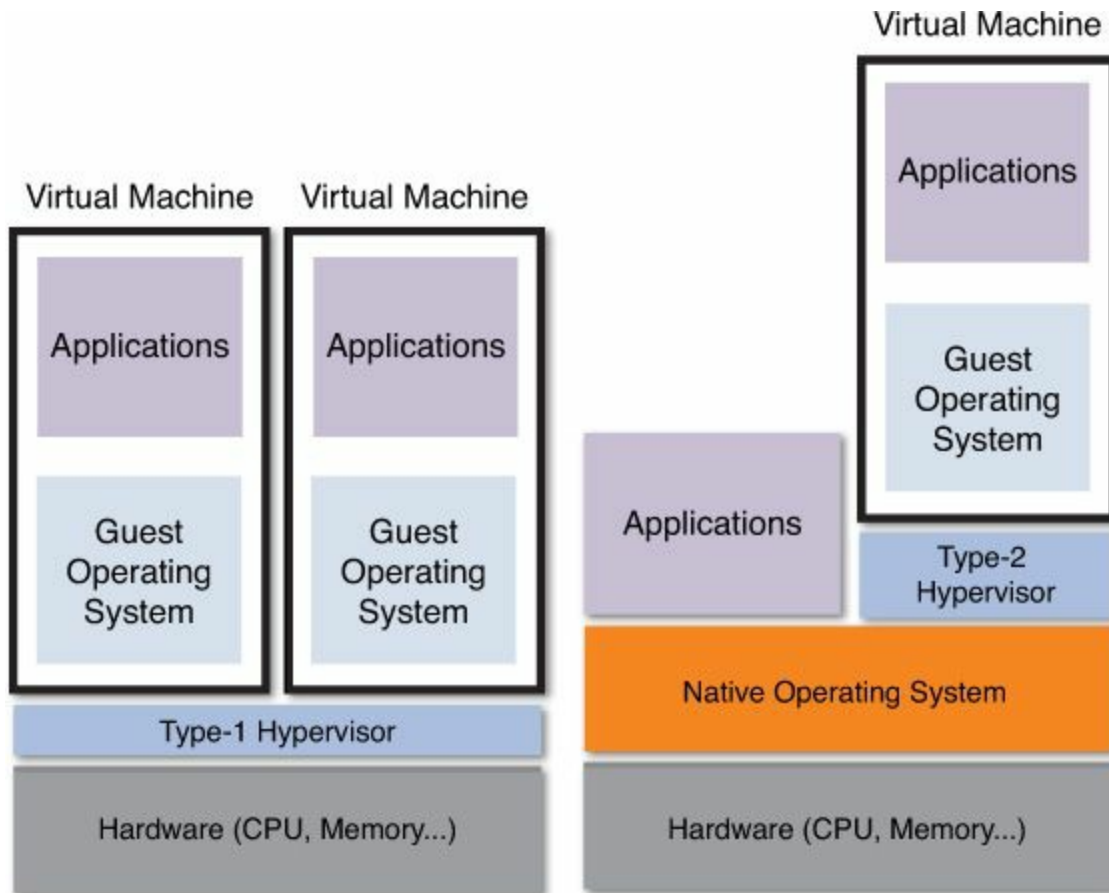 Virtual Machine
Virtual Machine
Applications
Applications
Guest
Operating
System
Guest
Operating
System
Type-1 Hypervisor
Hardware (CPU, Memory...)
Virtual Machine
Applications
Guest
Operating
System
Applications
Type-2
Hypervisor
Native Operating System
Hardware (CPU, Memory...)